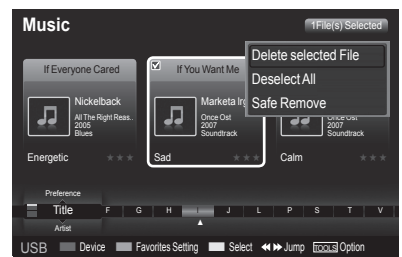 Music
1File(s) Selected
Delete selected File
Deselect All
Safe Remove
If Everyone Cared
Nickelback
All The Right Reas..
2005
Blues
Energetic
If You Want Me
Marketa Irg
Once Ost
2007
Soundtrack
Sad
Once Ost
2007
Soundtrack
Calm
Preference
Title
Artist
F G H I J L P S T V
USB Device Favorites Setting Select Jump TOOLS Option